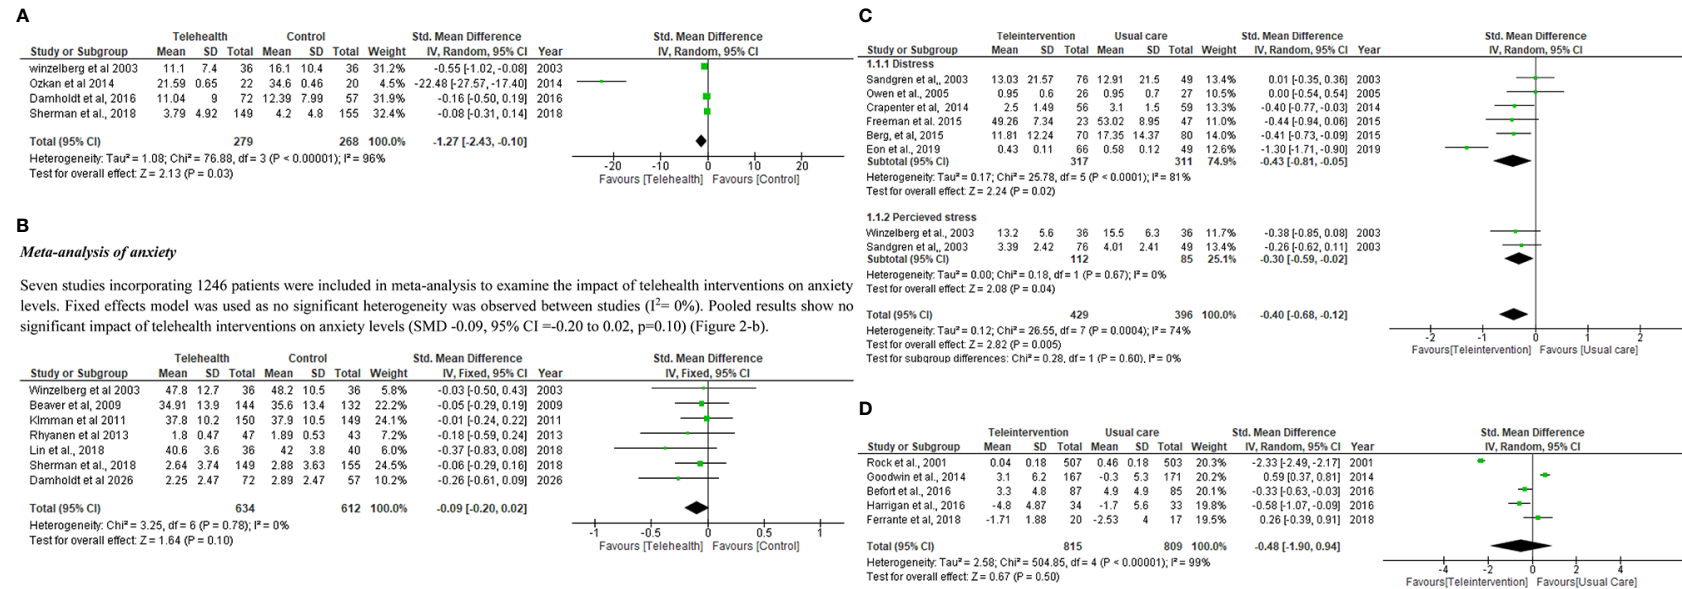 A
Telehealth Control Std. Mean Difference Std. Mean Difference
Study or Subgroup Mean SD Total Mean SD Total Weight IV, Random, 95% CI Year IV, Random, 95% CI
winzelberg et al 2003 11.1 7.4 36 16.1 10.4 36 31.2% -0.55 [-1.02, -0.08] 2003
Ozkan et al 2014 21.59 0.65 22 34.6 0.46 20 4.5% -22.48 [-27.57, -17.40] 2014
Damholdt et al, 2016 11.04 9 72 12.39 7.99 57 31.9% -0.16 [-0.50, 0.19] 2016
Sherman et al., 2018 3.79 4.92 149 4.2 4.8 155 32.4% -0.08 [-0.31, 0.14] 2018
Total (95% CI) 279 268 100.0% -1.27 [-2.43, -0.10]
Heterogeneity: Tau² = 1.08; Chi² = 76.88, df = 3 (P < 0.00001); I² = 96%
Test for overall effect: Z = 2.13 (P = 0.03)
-20 -10 0 10 20
Favours [Telehealth] Favours [Control]
B
Meta-analysis of anxiety
Seven studies incorporating 1246 patients were included in meta-analysis to examine the impact of telehealth interventions on anxiety
levels. Fixed effects model was used as no significant heterogeneity was observed between studies (I²= 0%). Pooled results show no
significant impact of telehealth interventions on anxiety levels (SMD -0.09, 95% CI =-0.20 to 0.02, p=0.10) (Figure 2-b).
Telehealth Control Std. Mean Difference Std. Mean Difference
Study or Subgroup Mean SD Total Mean SD Total Weight IV, Fixed, 95% CI Year IV, Fixed, 95% CI
Winzelberg et al 2003 47.8 12.7 36 48.2 10.5 36 5.8% -0.03 [-0.50, 0.43] 2003
Beaver et al, 2009 34.91 13.9 144 35.6 13.4 132 22.2% -0.05 [-0.29, 0.19] 2009
KImman et al 2011 37.8 10.2 150 37.9 10.5 149 24.1% -0.01 [-0.24, 0.22] 2011
Rhyanen et al 2013 1.8 0.47 47 1.89 0.53 43 7.2% -0.18 [-0.59, 0.24] 2013
Lin et al., 2018 40.6 3.6 36 42 3.8 40 6.0% -0.37 [-0.83, 0.08] 2018
Sherman et al., 2018 2.64 3.74 149 2.88 3.63 155 24.5% -0.06 [-0.29, 0.16] 2018
Damholdt et al 2026 2.25 2.47 72 2.89 2.47 57 10.2% -0.26 [-0.61, 0.09] 2026
Total (95% CI) 634 612 100.0% -0.09 [-0.20, 0.02]
Heterogeneity: Chi² = 3.25, df = 6 (P = 0.78); I² = 0%
Test for overall effect: Z = 1.64 (P = 0.10)
-1 -0.5 0 0.5 1
Favours [Telehealth] Favours [Control]
C
Teleintervention Usual care Std. Mean Difference Std. Mean Difference
Study or Subgroup Mean SD Total Mean SD Total Weight IV, Random, 95% CI Year IV, Random, 95% CI
1.1.1 Distress
Sandgren et al,, 2003 13.03 21.57 76 12.91 21.5 49 13.4% 0.01 [-0.35, 0.36] 2003
Owen et al., 2005 0.95 0.6 26 0.95 0.7 27 10.5% 0.00 [-0.54, 0.54] 2005
Crapenter et al, 2014 2.5 1.49 56 3.1 1.5 59 13.1% -0.40 [-0.77, -0.03] 2014
Freeman et al. 2015 49.26 7.34 23 53.02 8.95 47 11.1% -0.44 [-0.94, 0.06] 2015
Berg, et al, 2015 11.81 12.24 70 17.35 14.37 80 14.0% -0.41 [-0.73, -0.09] 2015
Eon et al., 2019 0.43 0.11 66 0.58 0.12 49 12.6% -1.30 [-1.71, -0.90] 2019
Subtotal (95% CI) 317 311 74.9% -0.43 [-0.81, -0.05]
Heterogeneity: Tau² = 0.17; Chi² = 25.78, df = 5 (P < 0.0001); I² = 81%
Test for overall effect: Z = 2.24 (P = 0.02)
1.1.2 Percieved stress
Winzelberg et al., 2003 13.2 5.6 36 15.5 6.3 36 11.7% -0.38 [-0.85, 0.08] 2003
Sandgren et al,, 2003 3.39 2.42 76 4.01 2.41 49 13.4% -0.26 [-0.62, 0.11] 2003
Subtotal (95% CI) 112 85 25.1% -0.30 [-0.59, -0.02]
Heterogeneity: Tau² = 0.00; Chi² = 0.18, df = 1 (P = 0.67); I² = 0%
Test for overall effect: Z = 2.08 (P = 0.04)
Total (95% CI) 429 396 100.0% -0.40 [-0.68, -0.12]
Heterogeneity: Tau² = 0.12; Chi² = 26.55, df = 7 (P = 0.0004); I² = 74%
Test for overall effect: Z = 2.82 (P = 0.005)
Test for subgroup differences: Chi² = 0.28, df = 1 (P = 0.60), I² = 0%
-2 -1 0 1 2
Favours[Teleintervention] Favours [Usual care]
D
Teleintervention Usual care Std. Mean Difference Std. Mean Difference
Study or Subgroup Mean SD Total Mean SD Total Weight IV, Random, 95% CI Year IV, Random, 95% CI
Rock et al., 2001 0.04 0.18 507 0.46 0.18 503 20.3% -2.33 [-2.49, -2.17] 2001
Goodwin et al., 2014 3.1 6.2 167 -0.3 5.3 171 20.2% 0.59 [0.37, 0.81] 2014
Befort et al., 2016 3.3 4.8 87 4.9 4.9 85 20.1% -0.33 [-0.63, -0.03] 2016
Harrigan et al., 2016 -4.8 4.87 34 -1.7 5.6 33 19.8% -0.58 [-1.07, -0.09] 2016
Ferrante et al, 2018 -1.71 1.88 20 -2.53 4 17 19.5% 0.26 [-0.39, 0.91] 2018
Total (95% CI) 815 809 100.0% -0.48 [-1.90, 0.94]
Heterogeneity: Tau² = 2.58; Chi² = 504.85, df = 4 (P < 0.00001); I² = 99%
Test for overall effect: Z = 0.67 (P = 0.50)
-4 -2 0 2 4
Favours[Teleintervention] Favours[Usual Care]